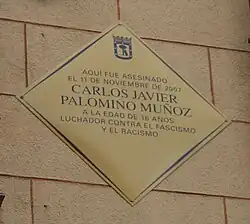 AQUÍ FUE ASESINADO
EL 11 DE NOVIEMBRE DE 2007
CARLOS JAVIER
PALOMINO MUÑOZ
A LA EDAD DE 16 AÑOS
LUCHADOR CONTRA EL FASCISMO
Y EL RACISMO